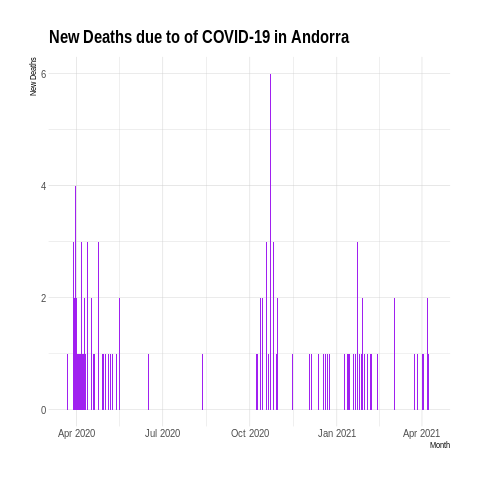 New Deaths due to of COVID-19 in Andorra
New Deaths
6
4
2
0
Apr 2020 Jul 2020 Oct 2020 Jan 2021 Apr 2021
Month